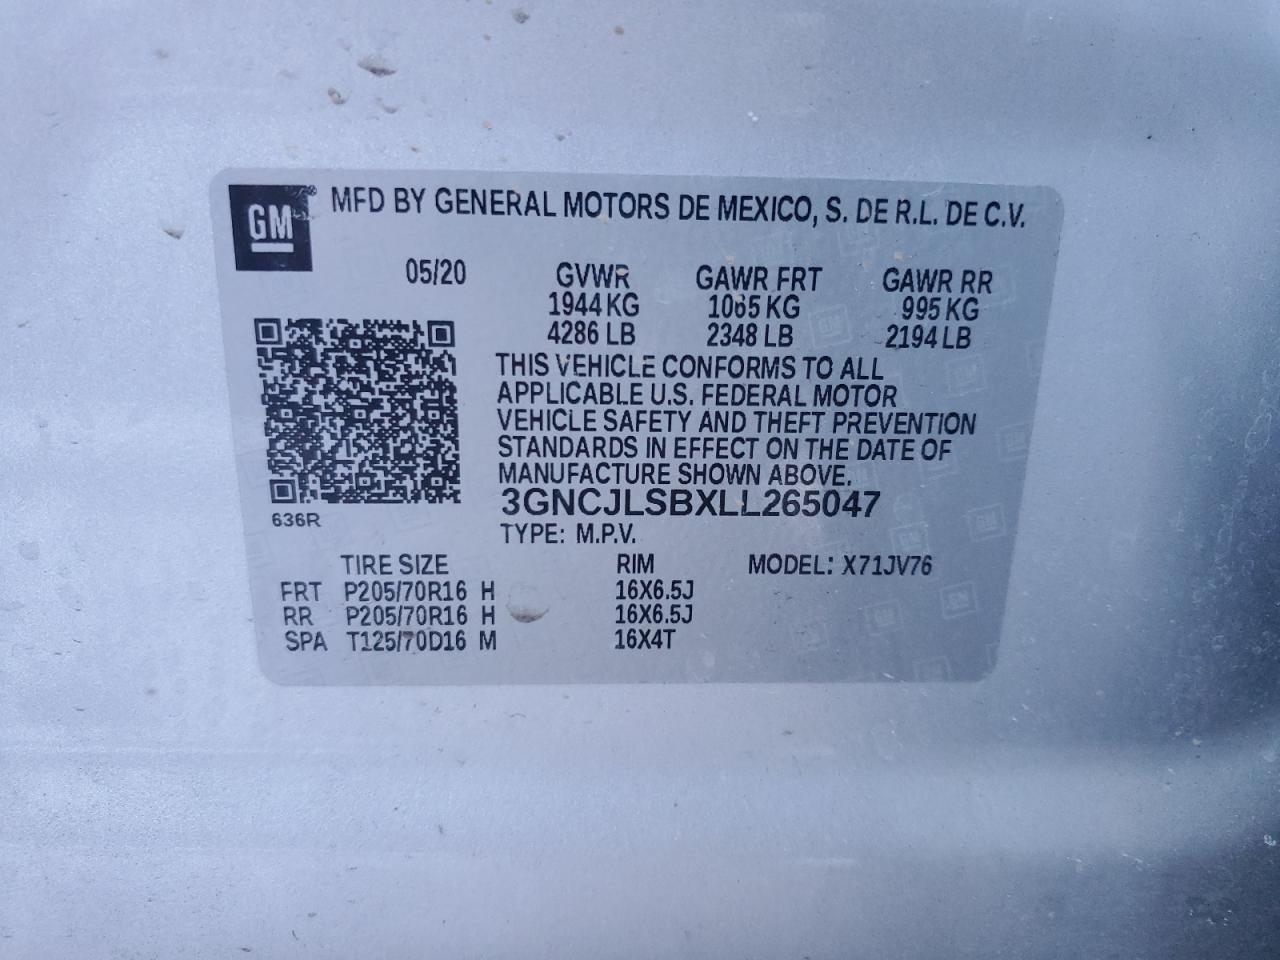 GM® MFD BY GENERAL MOTORS DE MEXICO, S. DE R.L. DE C.V.
05/20 GVWR GAWR FRT GAWR RR
1944 KG 1065 KG 995 KG
4286 LB 2348 LB 2194 LB
THIS VEHICLE CONFORMS TO ALL
APPLICABLE U.S. FEDERAL MOTOR
VEHICLE SAFETY AND THEFT PREVENTION
STANDARDS IN EFFECT ON THE DATE OF
MANUFACTURE SHOWN ABOVE.
3GNCJLSBXLL265047
636R
TYPE: M.P.V.
TIRE SIZE RIM MODEL: X71JV76
FRT P205/70R16 H 16X6.5J
RR P205/70R16 H 16X6.5J
SPA T125/70D16 M 16X4T